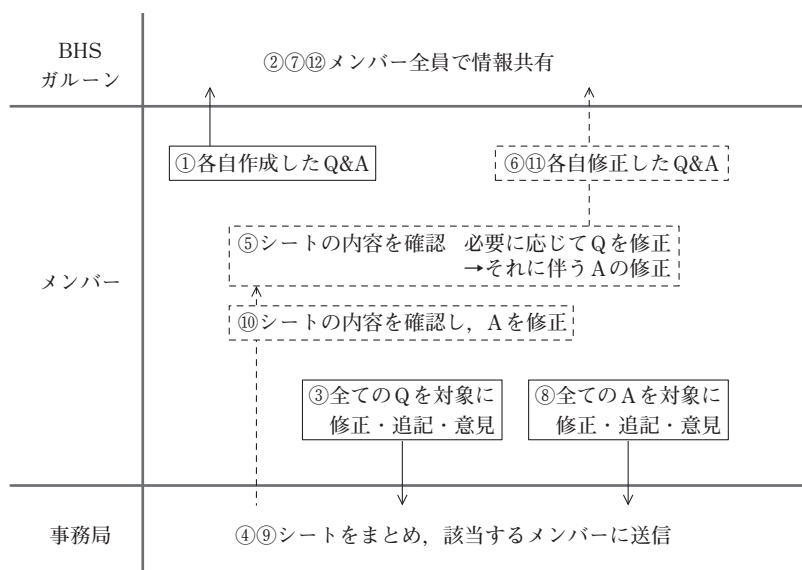 BHS
ガルーン
②⑦⑫メンバー全員で情報共有
①各自作成したQ&A
⑥⑪各自修正したQ&A
メンバー
⑤シートの内容を確認　必要に応じてQを修正
→それに伴うAの修正
⑩シートの内容を確認し，Aを修正
③全てのQを対象に
修正・追記・意見
⑧全てのAを対象に
修正・追記・意見
事務局
④⑨シートをまとめ，該当するメンバーに送信